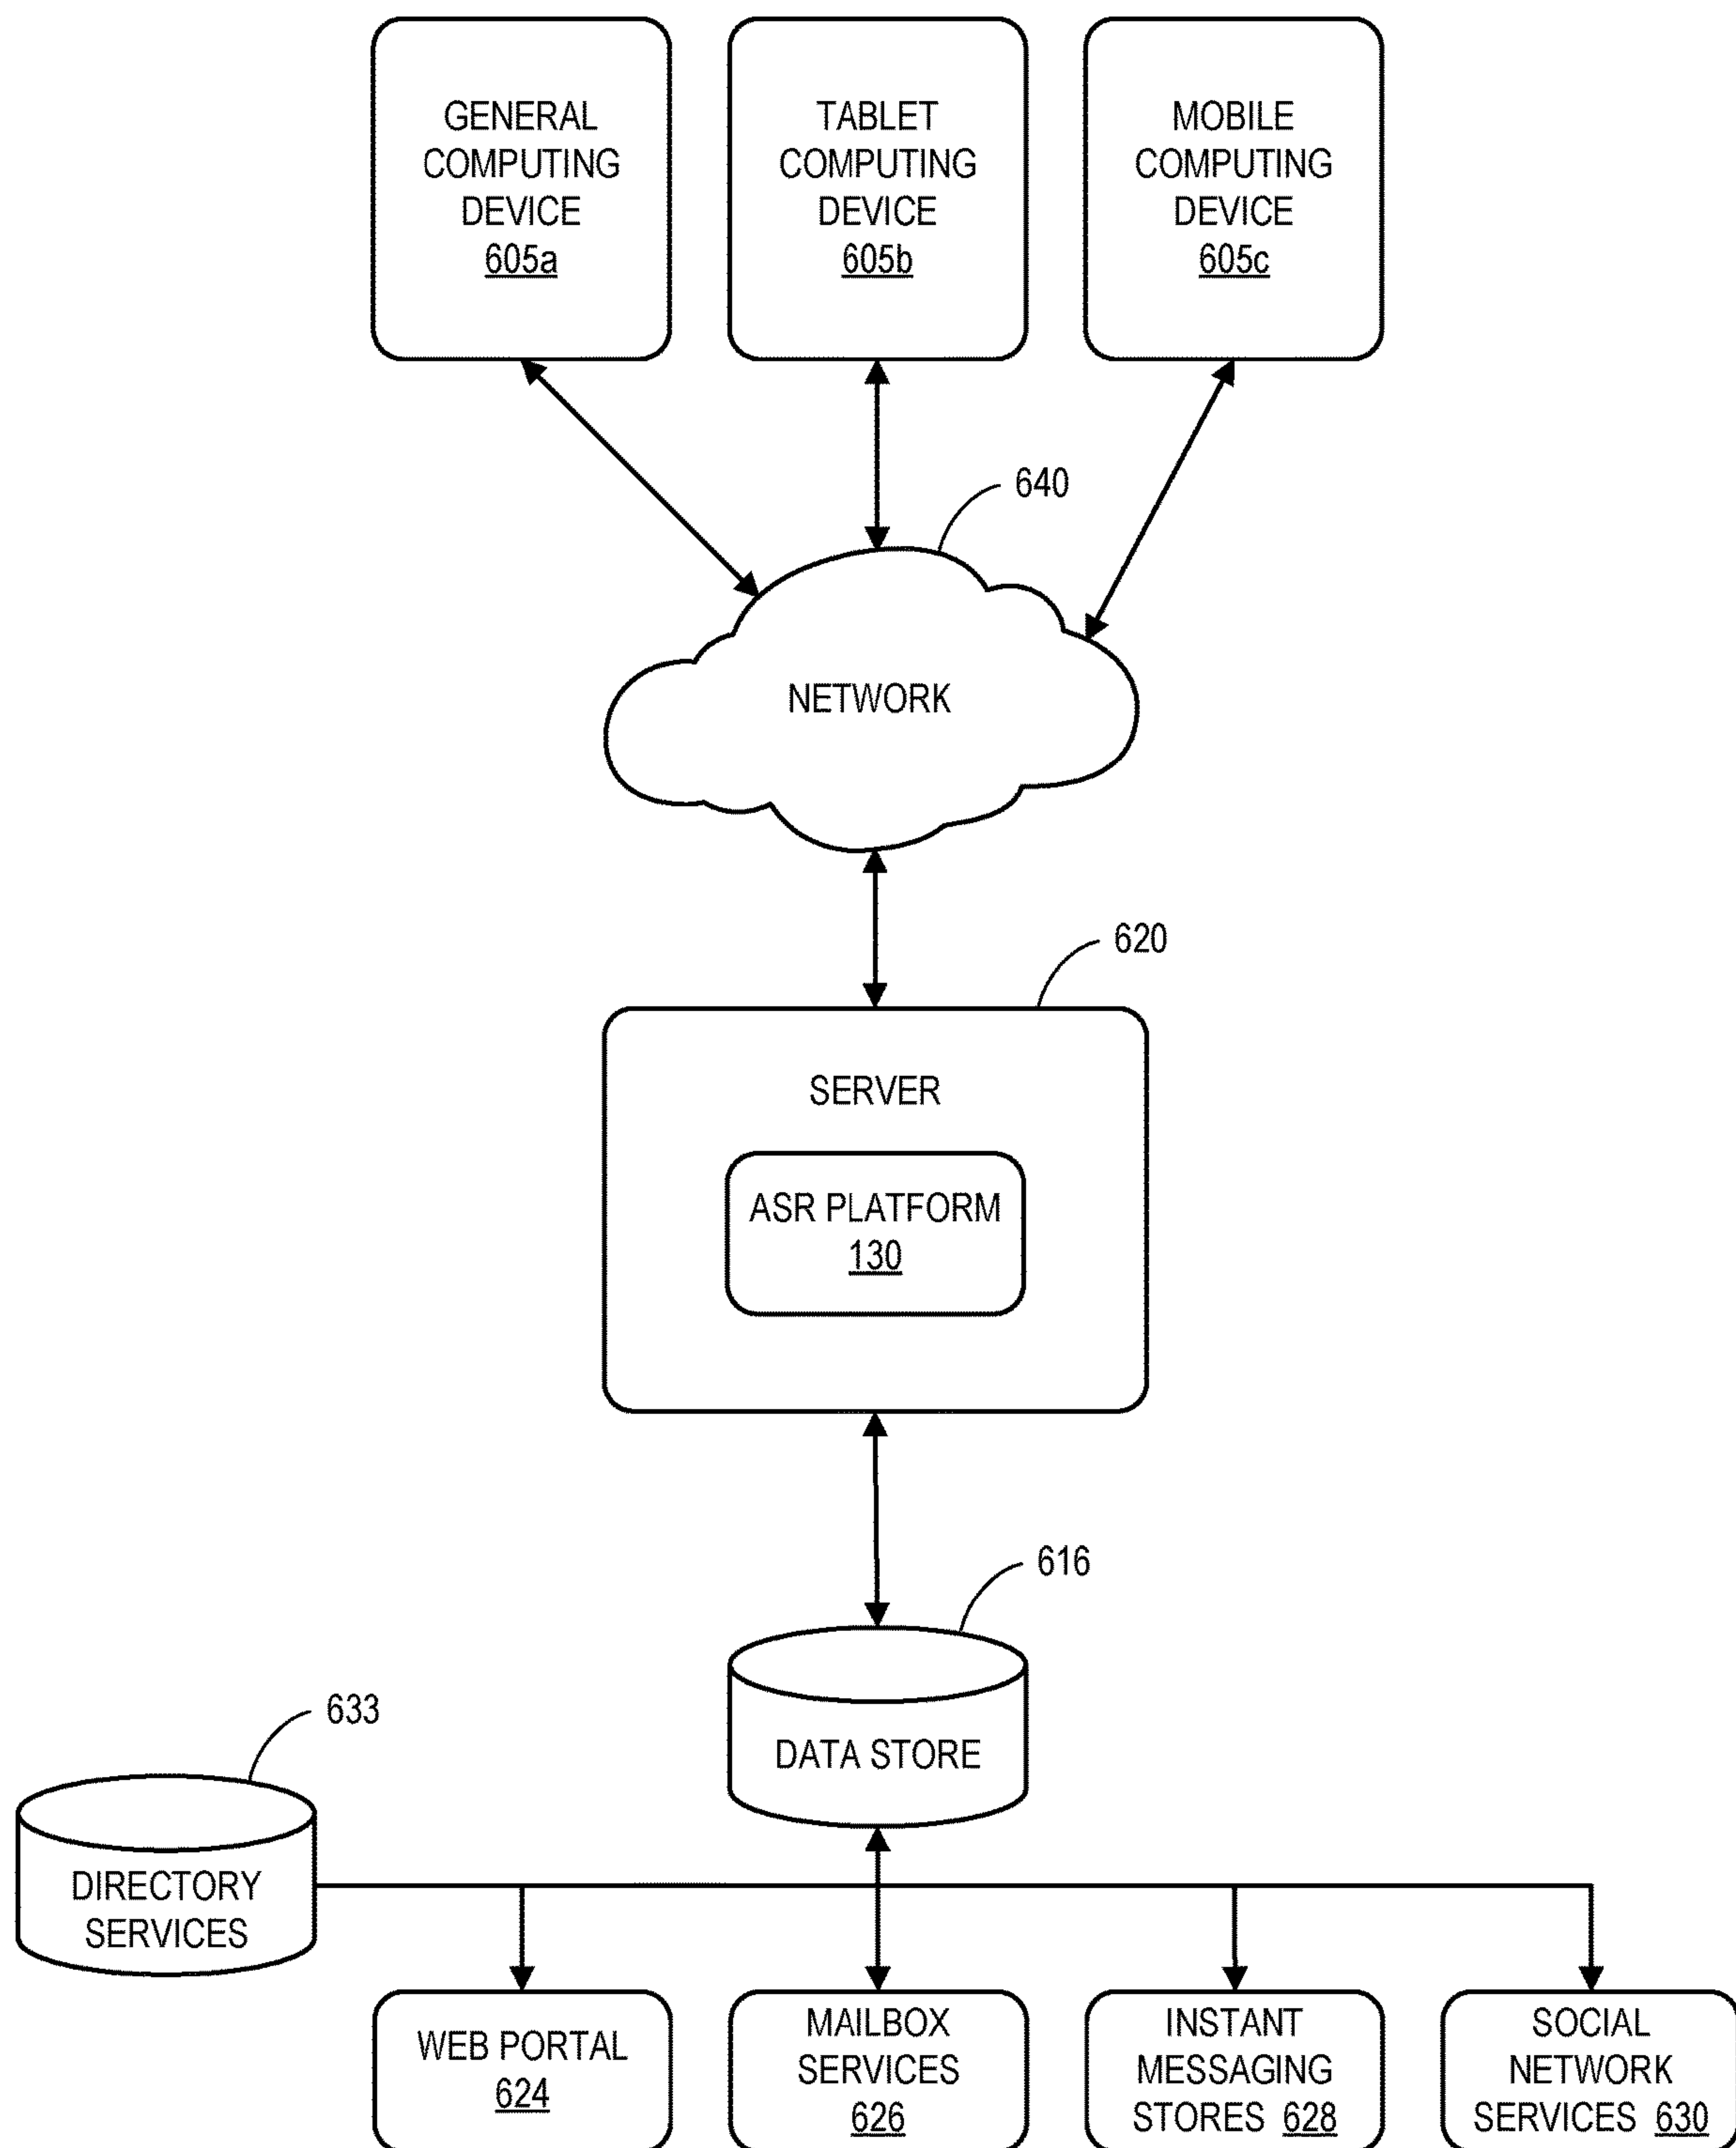 GENERAL
COMPUTING
DEVICE
605a
TABLET
COMPUTING
DEVICE
605b
MOBILE
COMPUTING
DEVICE
605c
640
NETWORK
620
SERVER
ASR PLATFORM
130
616
DATA STORE
633
DIRECTORY
SERVICES
WEB PORTAL
624
MAILBOX
SERVICES
626
INSTANT
MESSAGING
STORES 628
SOCIAL
NETWORK
SERVICES 630